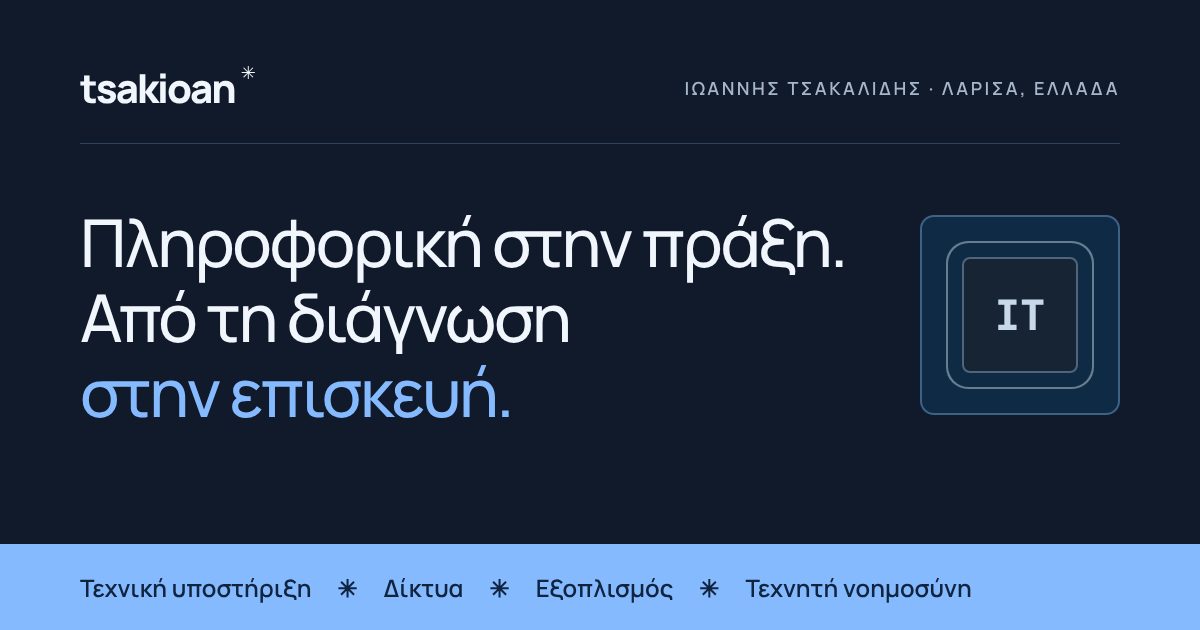 tsakioan✳
ΙΩΑΝΝΗΣ ΤΣΑΚΑΛΙΔΗΣ · ΛΑΡΙΣΑ, ΕΛΛΑΔΑ
Πληροφορική στην πράξη.
Από τη διάγνωση
στην επισκευή.
IT
Τεχνική υποστήριξη ✳ Δίκτυα ✳ Εξοπλισμός ✳ Τεχνητή νοημοσύνη